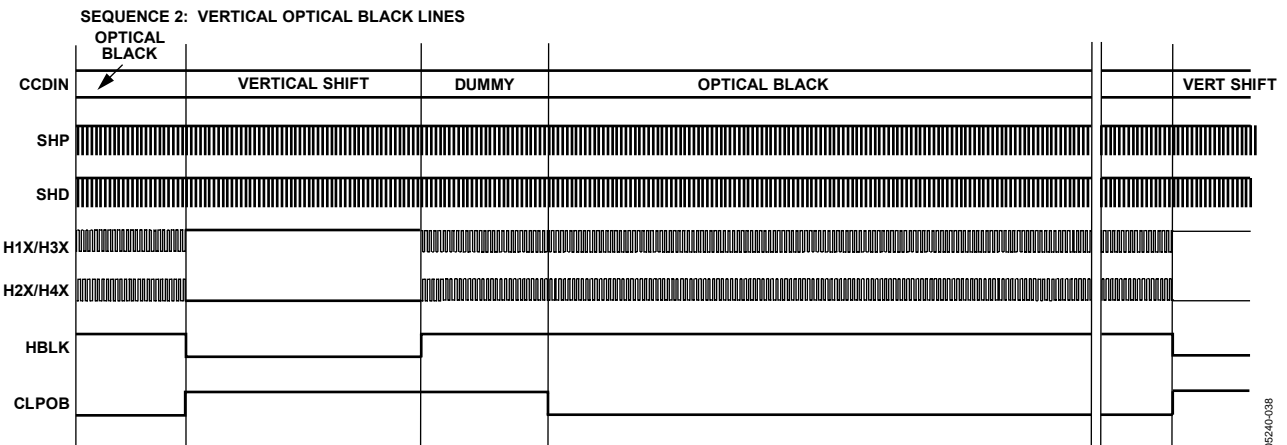 SEQUENCE 2: VERTICAL OPTICAL BLACK LINES
OPTICAL
BLACK
CCDIN
VERTICAL SHIFT
DUMMY
OPTICAL BLACK
VERT SHIFT
SHP
SHD
H1X/H3X
H2X/H4X
HBLK
CLPOB
05240-038